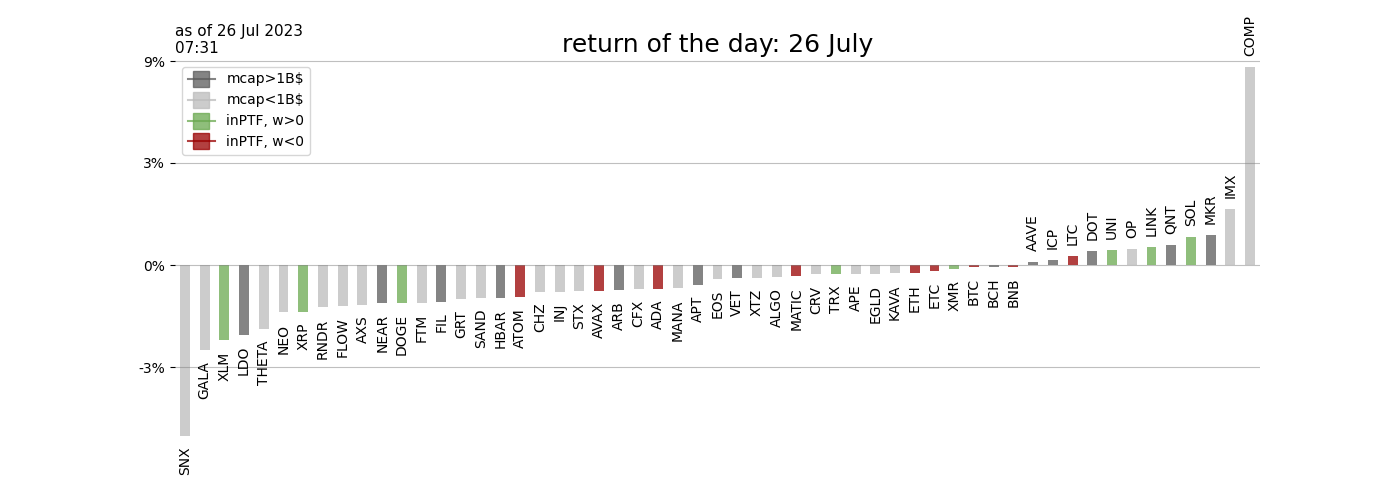 as of 26 Jul 2023
07:31
return of the day: 26 July
COMP
9%
mcap>1B$
mcap<1B$
inPTF, w>0
inPTF, w<0
3%
0%
-3%
SNX
GALA
XLM
LDO
THETA
NEO
XRP
RNDR
FLOW
AXS
NEAR
DOGE
FTM
FIL
GRT
SAND
HBAR
ATOM
CHZ
INJ
STX
AVAX
ARB
CFX
ADA
MANA
APT
EOS
VET
XTZ
ALGO
MATIC
CRV
TRX
APE
EGLD
KAVA
ETH
ETC
XMR
BTC
BCH
BNB
AAVE
ICP
LTC
DOT
UNI
OP
LINK
QNT
SOL
MKR
IMX